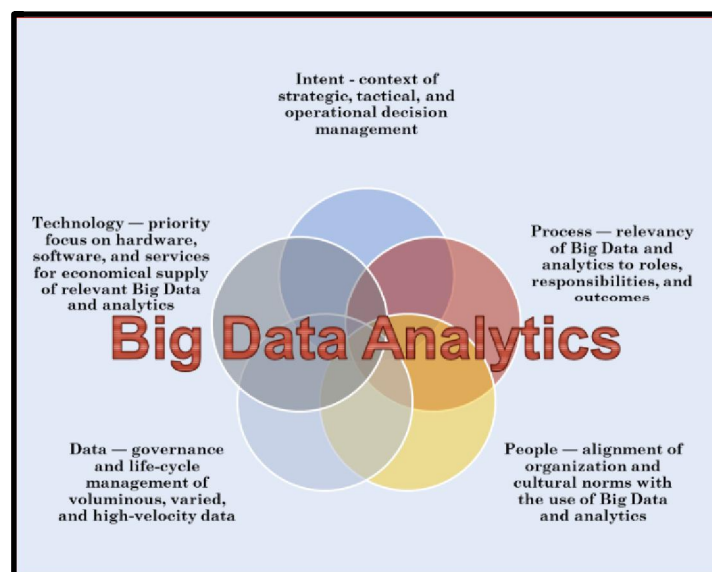 Intent - context of
strategic, tactical, and
operational decision
management
Technology — priority
focus on hardware,
software, and services
for economical supply
of relevant Big Data
and analytics
Process — relevancy
of Big Data and
analytics to roles,
responsibilities, and
outcomes
Big Data Analytics
Data — governance
and life-cycle
management of
voluminous, varied,
and high-velocity data
People — alignment of
organization and
cultural norms with
the use of Big Data
and analytics